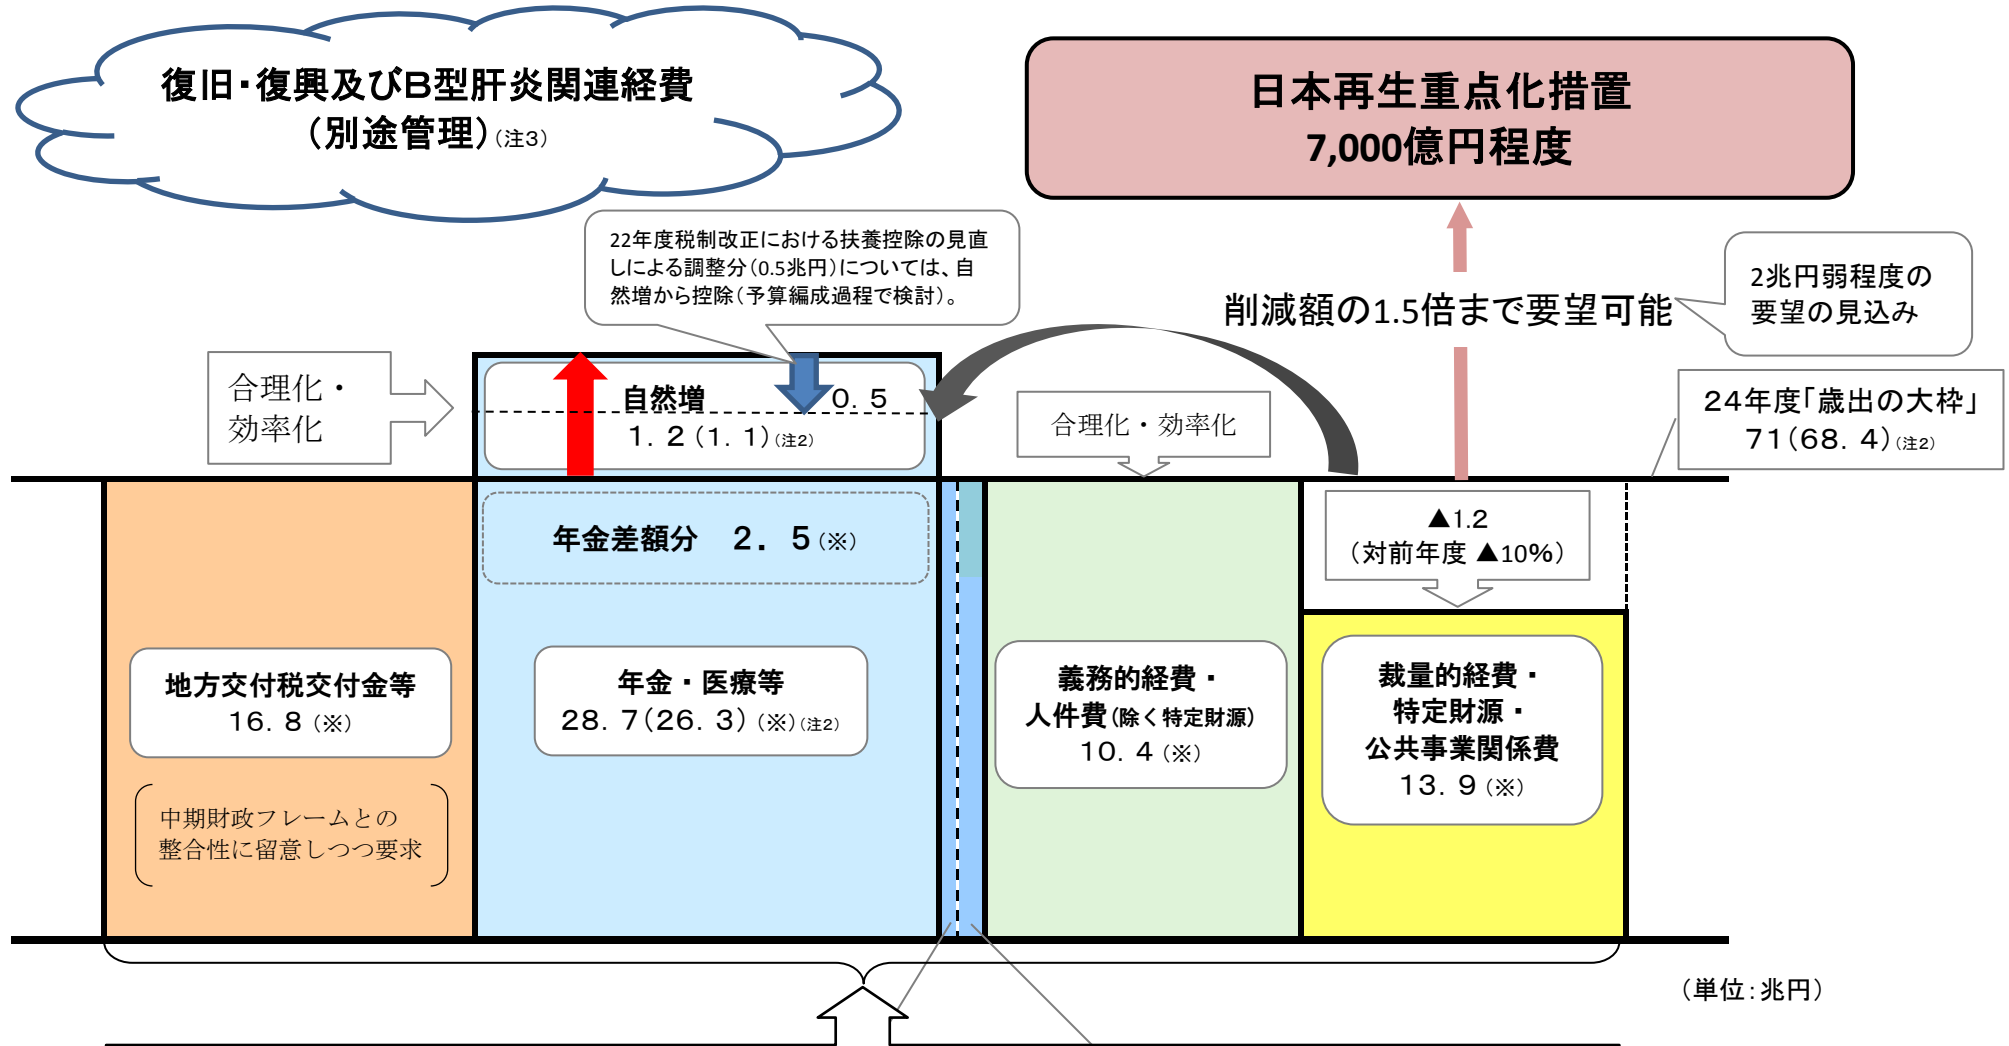 復旧・復興及びB型肝炎関連経費
（別途管理）（注３）
日本再生重点化措置
7,000億円程度
22年度税制改正における扶養控除の見直
しによる調整分（0.5兆円）については、自
然増から控除（予算編成過程で検討）。
2兆円弱程度の
要望の見込み
削減額の1.5倍まで要望可能
合理化・
効率化
自然増
０．５
１．２（１．１）（注２）
合理化・効率化
２４年度「歳出の大枠」
７１（６８．４）（注２）
年金差額分　２．５（※）
▲1.2
（対前年度 ▲10％）
地方交付税交付金等
１６．８（※）
年金・医療等
２８．７（２６．３）（※）（注２）
義務的経費・
人件費（除く特定財源）
１０．４（※）
裁量的経費・
特定財源・
公共事業関係費
１３．９（※）
中期財政フレームとの
整合性に留意しつつ要求
（単位：兆円）